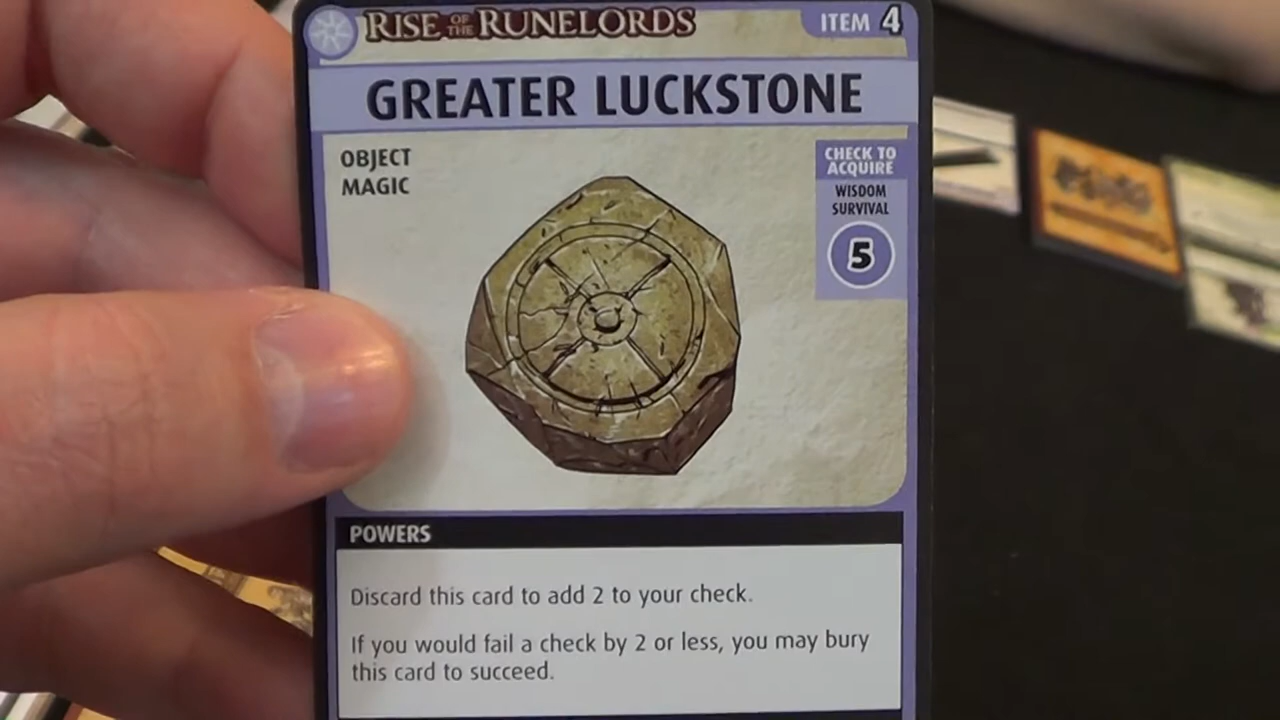 RISE OF THE RUNELORDS
ITEM 4
GREATER LUCKSTONE
OBJECT
MAGIC
CHECK TO
ACQUIRE
WISDOM
SURVIVAL
5
POWERS
Discard this card to add 2 to your check.
If you would fail a check by 2 or less, you may bury
this card to succeed.